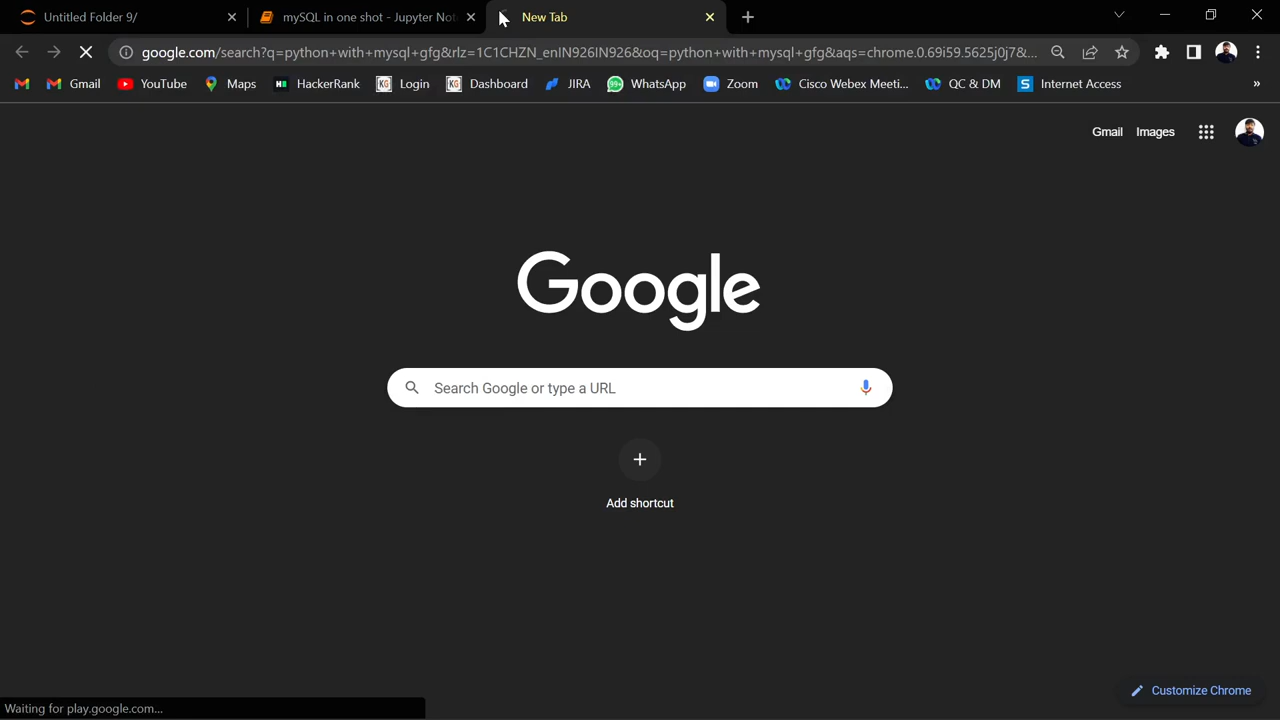 Untitled Folder 9/
mySQL in one shot - Jupyter Not
New Tab
google.com/search?q=python+with+mysql+gfg&rlz=1C1CHZN_enIN926IN926&oq=python+with+mysql+gfg&aqs=chrome.0.69i59.5625j0j7&...
Gmail
YouTube
Maps
HackerRank
KG Login
KG Dashboard
JIRA
99+ WhatsApp
Zoom
Cisco Webex Meeti...
QC & DM
S Internet Access
»
Gmail Images
Google
Search Google or type a URL
Add shortcut
Customize Chrome
Waiting for play.google.com...